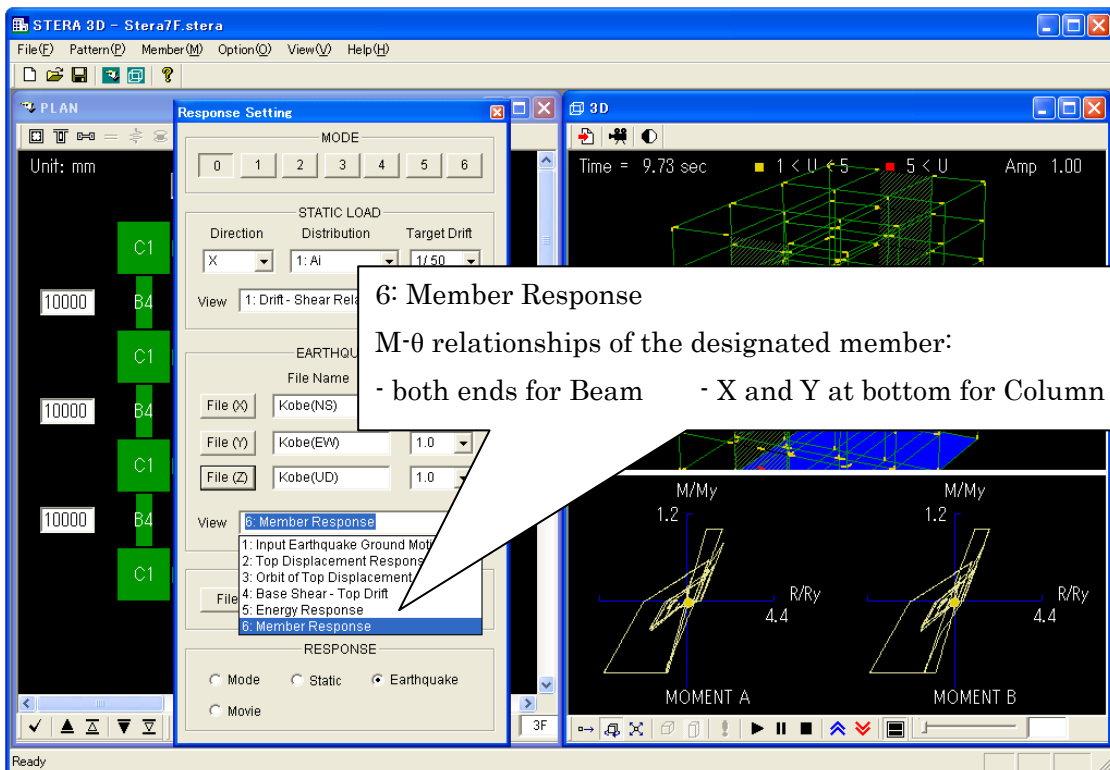 STERA 3D - Stera7F.stera
File(F) Pattern(P) Member(M) Option(O) View(V) Help(H)
PLAN
Unit: mm
C1
10000 B4
C1
10000 B4
C1
10000 B4
C1
3F
Response Setting
MODE
0 1 2 3 4 5 6
STATIC LOAD
Direction Distribution Target Drift
X 1: Ai 1/50
View 1: Drift - Shear Rela
EARTHQU
File Name
File (X) Kobe(NS)
File (Y) Kobe(EW) 1.0
File (Z) Kobe(UD) 1.0
View 6: Member Response
1: Input Earthquake Ground Moti
2: Top Displacement Respons
3: Orbit of Top Displacement
4: Base Shear - Top Drift
5: Energy Response
6: Member Response
File
RESPONSE
Mode Static Earthquake
Movie
6: Member Response
M-θ relationships of the designated member:
- both ends for Beam - X and Y at bottom for Column
3D
Time = 9.73 sec 1 < U < 5 5 < U Amp 1.00
M/My M/My
1.2 1.2
R/Ry R/Ry
4.4 4.4
MOMENT A MOMENT B
Ready